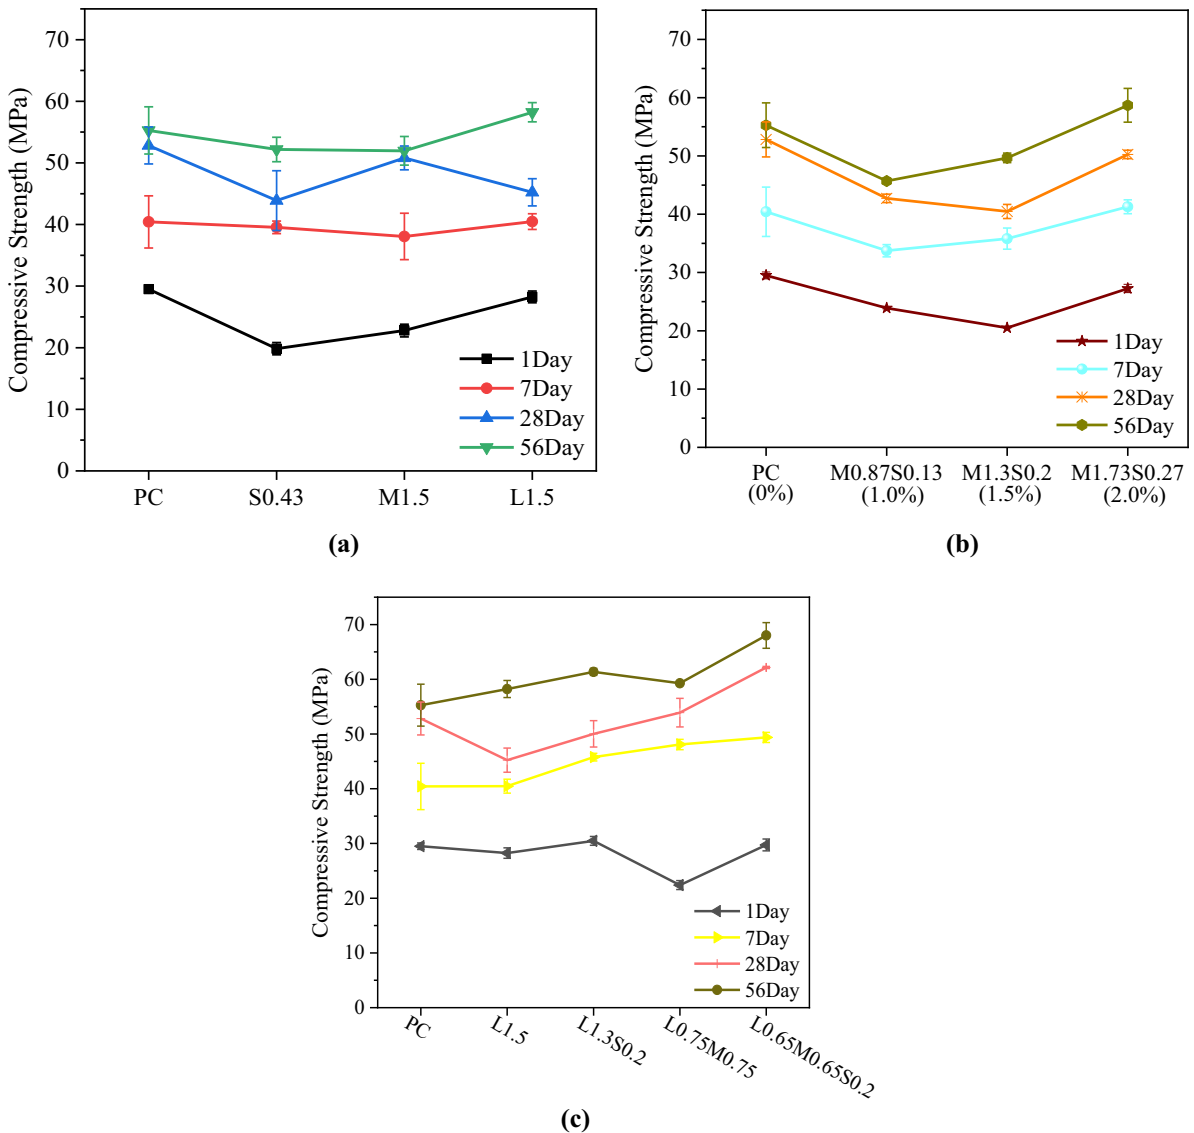 Compressive Strength (MPa)
70
60
50
40
30
20
10
0
1Day
7Day
28Day
56Day
PC
S0.43
M1.5
L1.5
(a)
Compressive Strength (MPa)
70
60
50
40
30
20
10
0
1Day
7Day
28Day
56Day
PC M0.87S0.13 M1.3S0.2 M1.73S0.27
(0%) (1.0%) (1.5%) (2.0%)
(b)
Compressive Strength (MPa)
70
60
50
40
30
20
10
0
1Day
7Day
28Day
56Day
PC
L1.5
L1.3S0.2
L0.75M0.75
L0.65M0.65S0.2
(c)